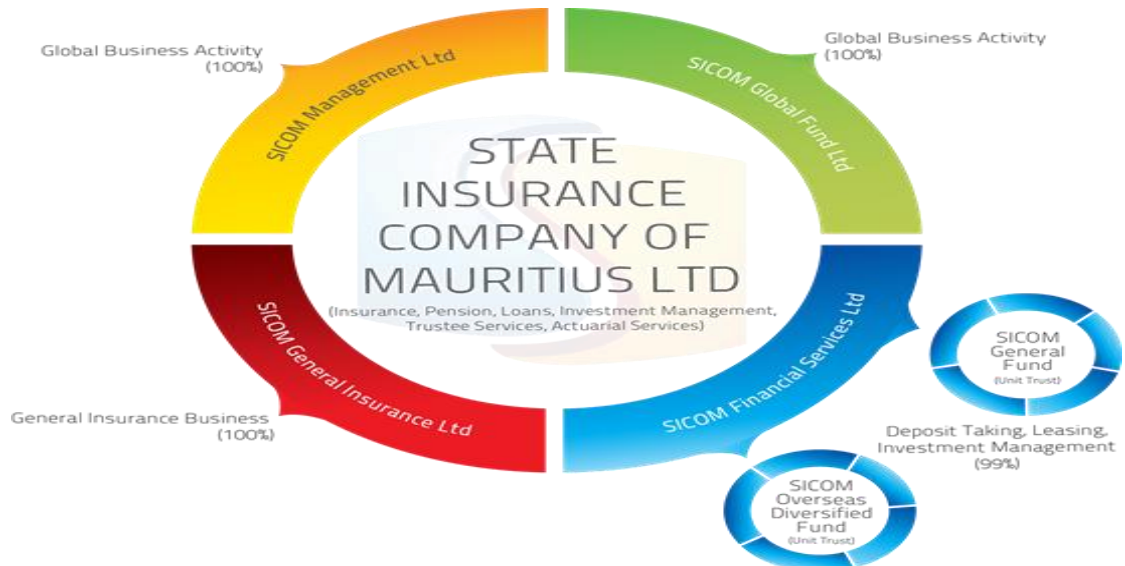 Global Business Activity
(100%)
SICOM Management Ltd
SICOM Global Fund Ltd
Global Business Activity
(100%)
STATE
INSURANCE
COMPANY OF
MAURITIUS LTD
(Insurance, Pension, Loans, Investment Management,
Trustee Services, Actuarial Services)
General Insurance Business
(100%)
SICOM General Insurance Ltd
SICOM Financial Services Ltd
SICOM
General
Fund
(Unit Trust)
Deposit Taking, Leasing,
Investment Management
(99%)
SICOM
Overseas
Diversified
Fund
(Unit Trust)